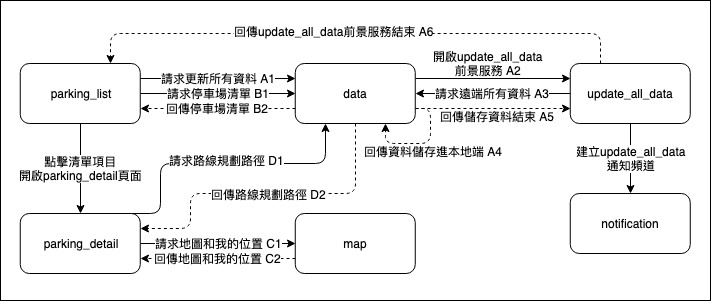 回傳update_all_data前景服務結束 A6
開啟update_all_data
前景服務 A2
parking_list
請求更新所有資料 A1
請求停車場清單 B1
回傳停車場清單 B2
data
請求遠端所有資料 A3
回傳儲存資料結束 A5
update_all_data
回傳資料儲存進本地端 A4
點擊清單項目
開啟parking_detail頁面
請求路線規劃路徑 D1
回傳路線規劃路徑 D2
建立update_all_data
通知頻道
parking_detail
請求地圖和我的位置 C1
回傳地圖和我的位置 C2
map
notification